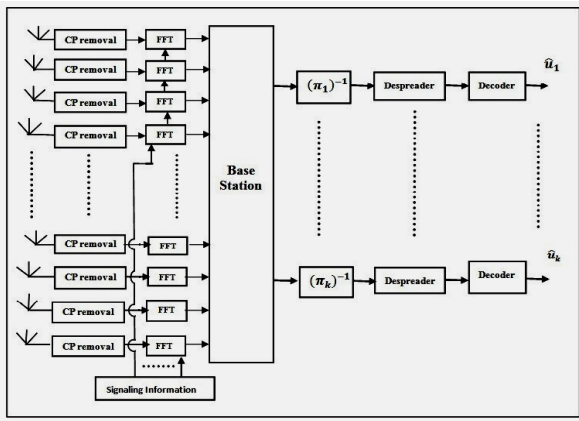 CP removal FFT
CP removal FFT
CP removal FFT
CP removal FFT
Base
Station
(π₁)⁻¹ Despreader Decoder û₁
CP removal FFT
CP removal FFT
CP removal FFT
CP removal FFT
(πₖ)⁻¹ Despreader Decoder ûₖ
Signaling Information